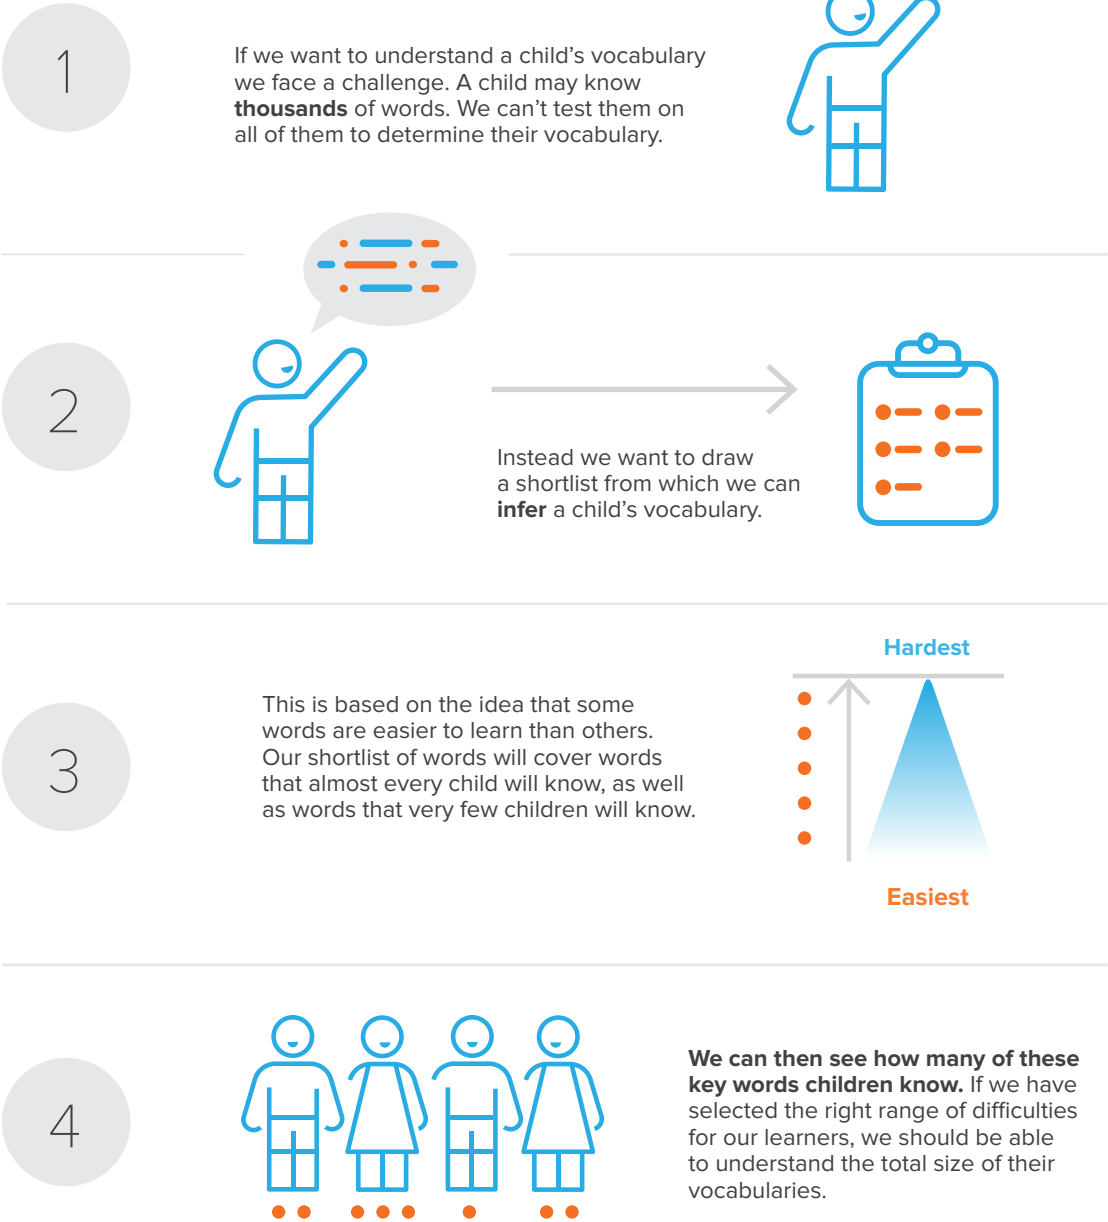 1
If we want to understand a child’s vocabulary
we face a challenge. A child may know
thousands of words. We can’t test them on
all of them to determine their vocabulary.
2
Instead we want to draw
a shortlist from which we can
infer a child’s vocabulary.
3
This is based on the idea that some
words are easier to learn than others.
Our shortlist of words will cover words
that almost every child will know, as well
as words that very few children will know.
Hardest
Easiest
4
We can then see how many of these
key words children know. If we have
selected the right range of difficulties
for our learners, we should be able
to understand the total size of their
vocabularies.